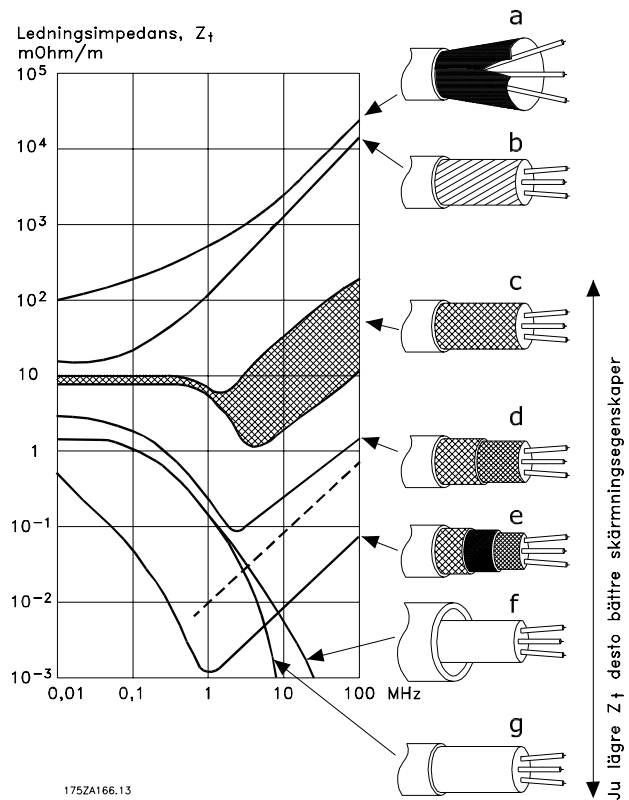 Ledningsimpedans, Zt
mOhm/m
10⁵
10⁴
10³
10²
10
1
10⁻¹
10⁻²
10⁻³
0,01 0,1 1 10 100 MHz
a
b
c
d
e
f
g
Ju lägre Zt desto bättre skärmningsegenskaper
175ZA166.13